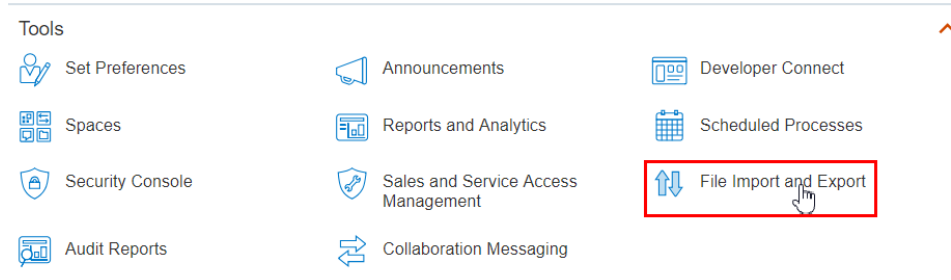 Tools
Set Preferences
Announcements
Developer Connect
Spaces
Reports and Analytics
Scheduled Processes
Security Console
Sales and Service Access
Management
File Import and Export
Audit Reports
Collaboration Messaging